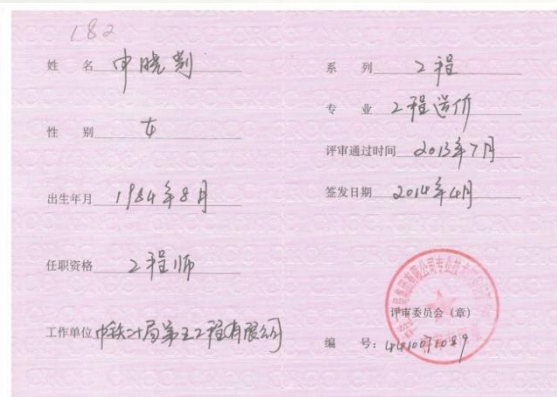 182
姓 名 申晓
性 别 女
出生年月 1984年8月
任职资格 工程师
工作单位 中铁二十局第五工程有限公司
系 列 工程
专 业 工程造价
评审通过时间 2013年7月
签发日期 2014年4月
评审委员会（章）
编 号：